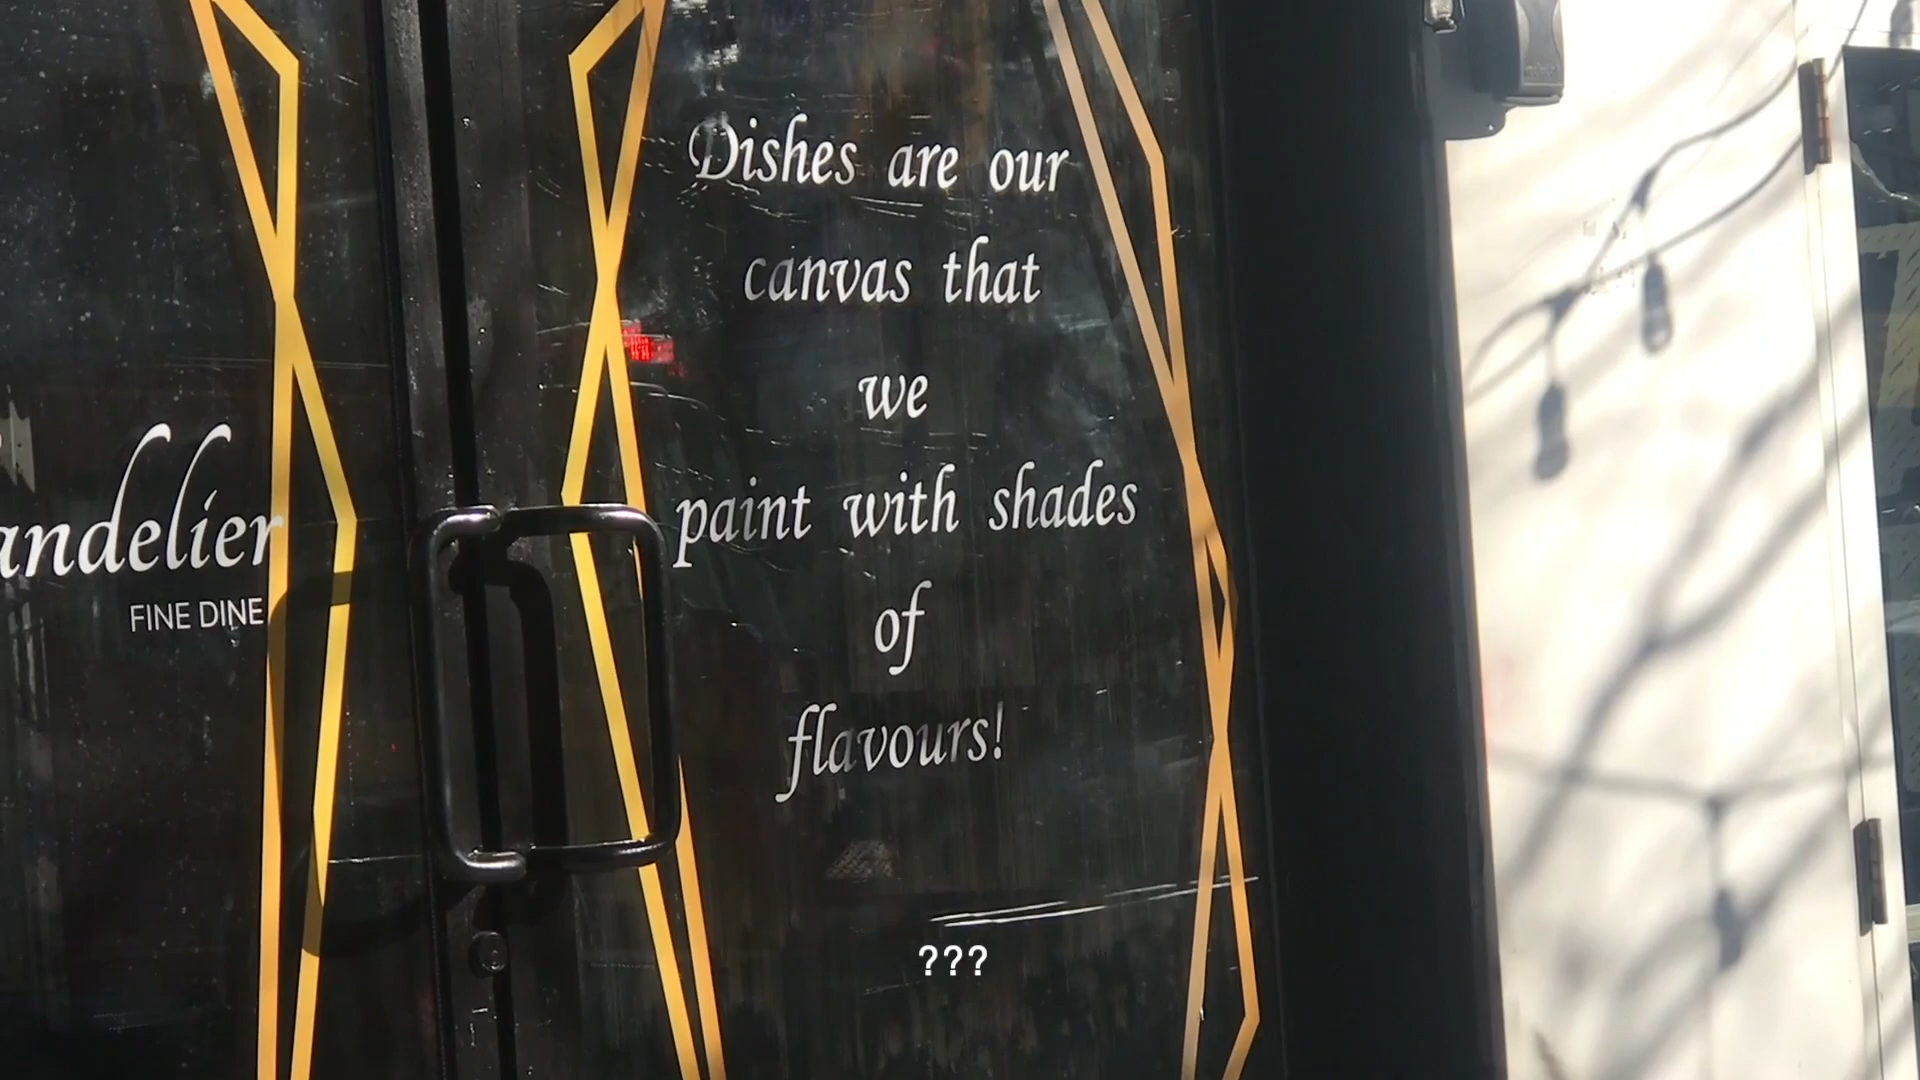 Dishes are our
canvas that
we
paint with shades
of
flavours!
andelier
FINE DINE
???